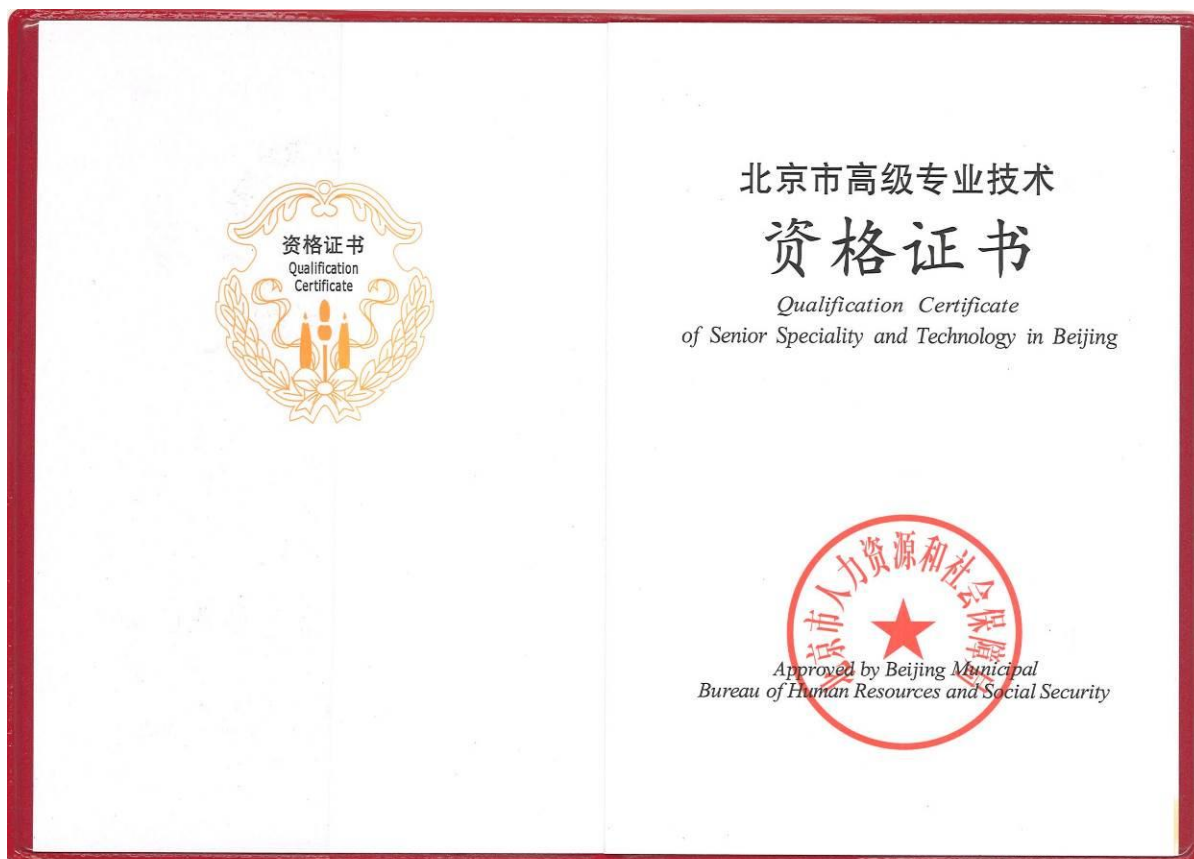 资格证书
Qualification
Certificate
北京市高级专业技术
资格证书
Qualification Certificate
of Senior Speciality and Technology in Beijing
北京市人力资源和社会保障局
Approved by Beijing Municipal
Bureau of Human Resources and Social Security